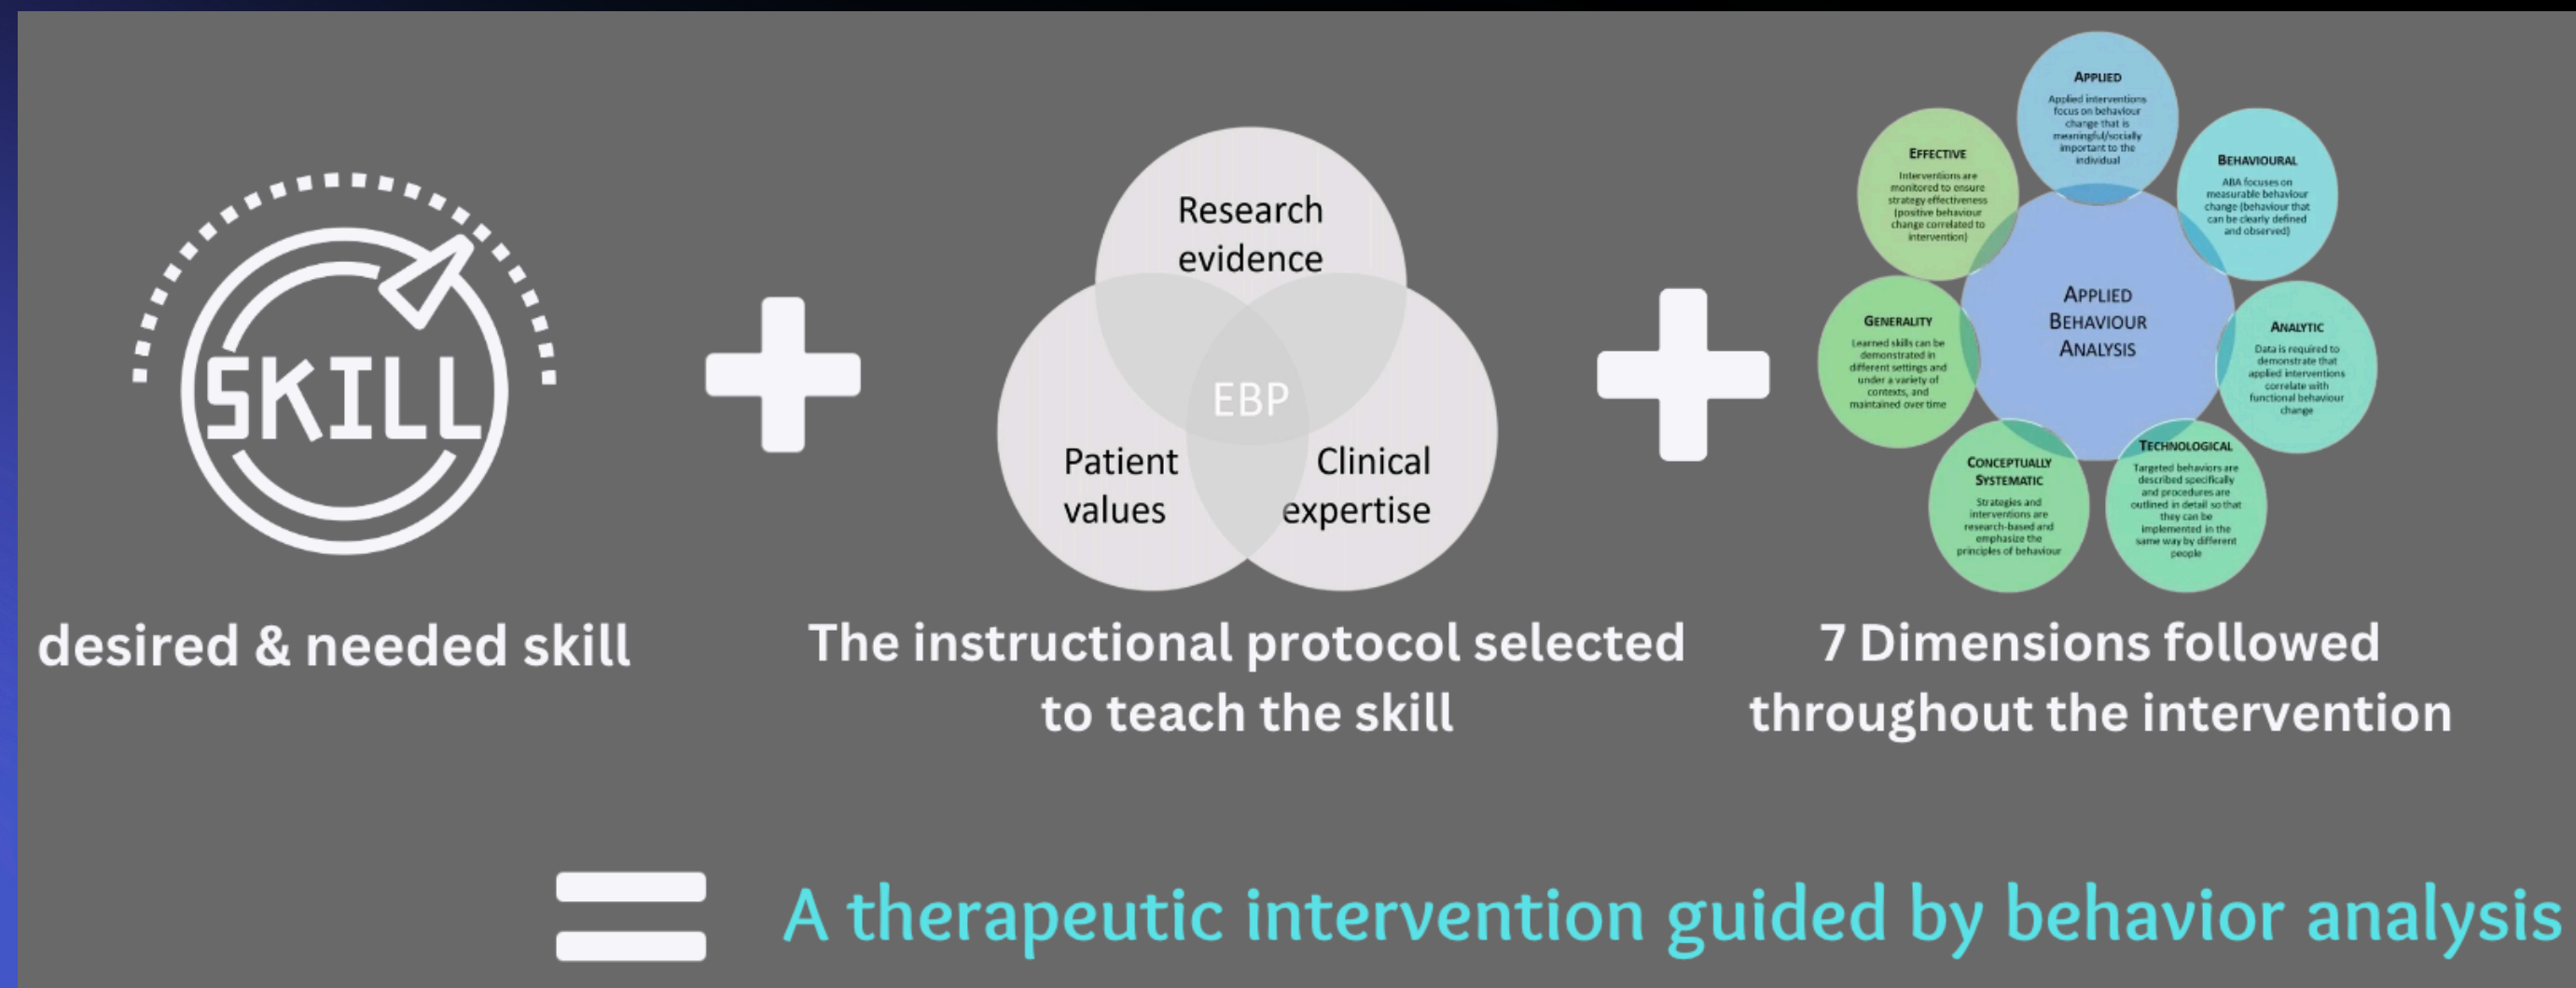 SKILL
desired & needed skill
Research
evidence
EBP
Patient
values
Clinical
expertise
The instructional protocol selected
to teach the skill
APPLIED
Applied interventions
focus on behaviour
change that is
meaningful/socially
important to the
individual
BEHAVIOURAL
ABA focuses on
measurable behaviour
change (behaviour that
can be clearly defined
and observed)
ANALYTIC
Data is required to
demonstrate that
applied interventions
correlate with
functional behaviour
change
TECHNOLOGICAL
Targeted behaviors are
described specifically
and procedures are
outlined in detail so that
they can be
implemented in the
same way by different
people
CONCEPTUALLY
SYSTEMATIC
Strategies and
interventions are
research-based and
emphasize the
principles of behaviour
GENERALITY
Learned skills can be
demonstrated in
different settings and
under a variety of
contexts, and
maintained over time
EFFECTIVE
Interventions are
monitored to ensure
strategy effectiveness
(positive behaviour
change correlated to
intervention)
APPLIED
BEHAVIOUR
ANALYSIS
7 Dimensions followed
throughout the intervention
A therapeutic intervention guided by behavior analysis